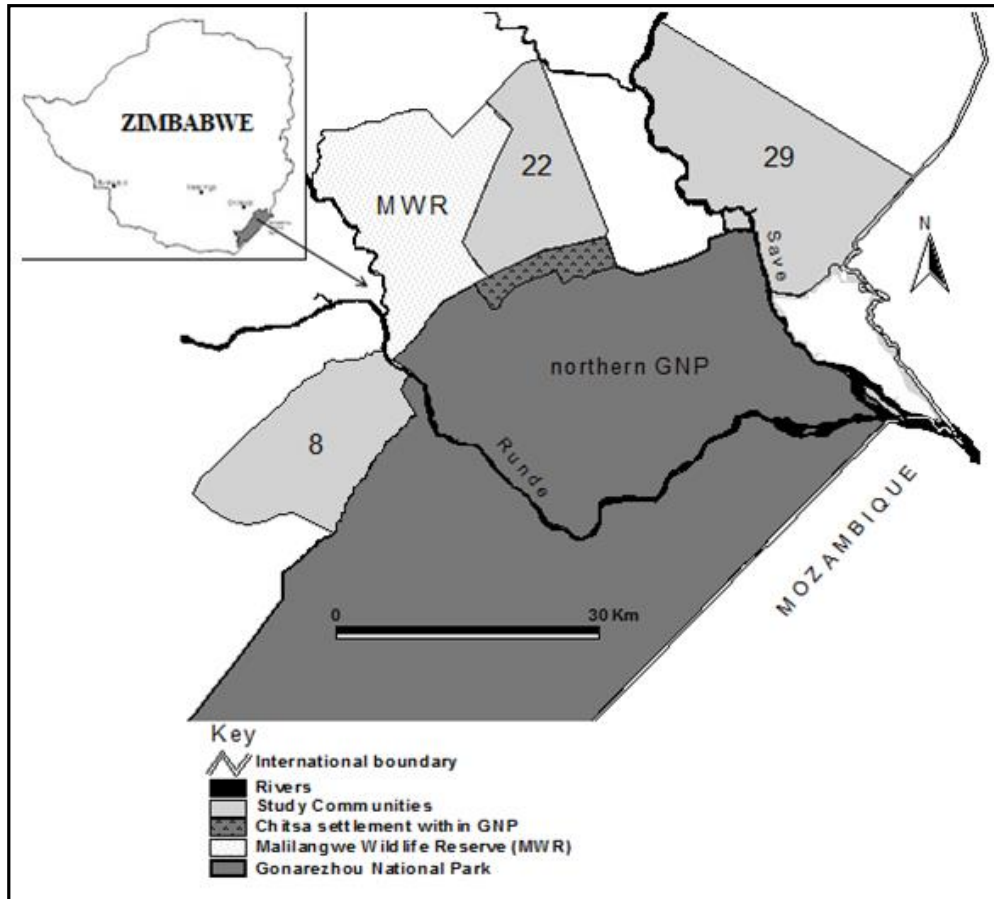 ZIMBABWE
22
29
MWR
Save
N
northern GNP
8
Runde
MOZAMBIQUE
0 30 Km
Key
International boundary
Rivers
Study Communities
Chitsa settlement within GNP
Malilangwe Wildlife Reserve (MWR)
Gonarezhou National Park